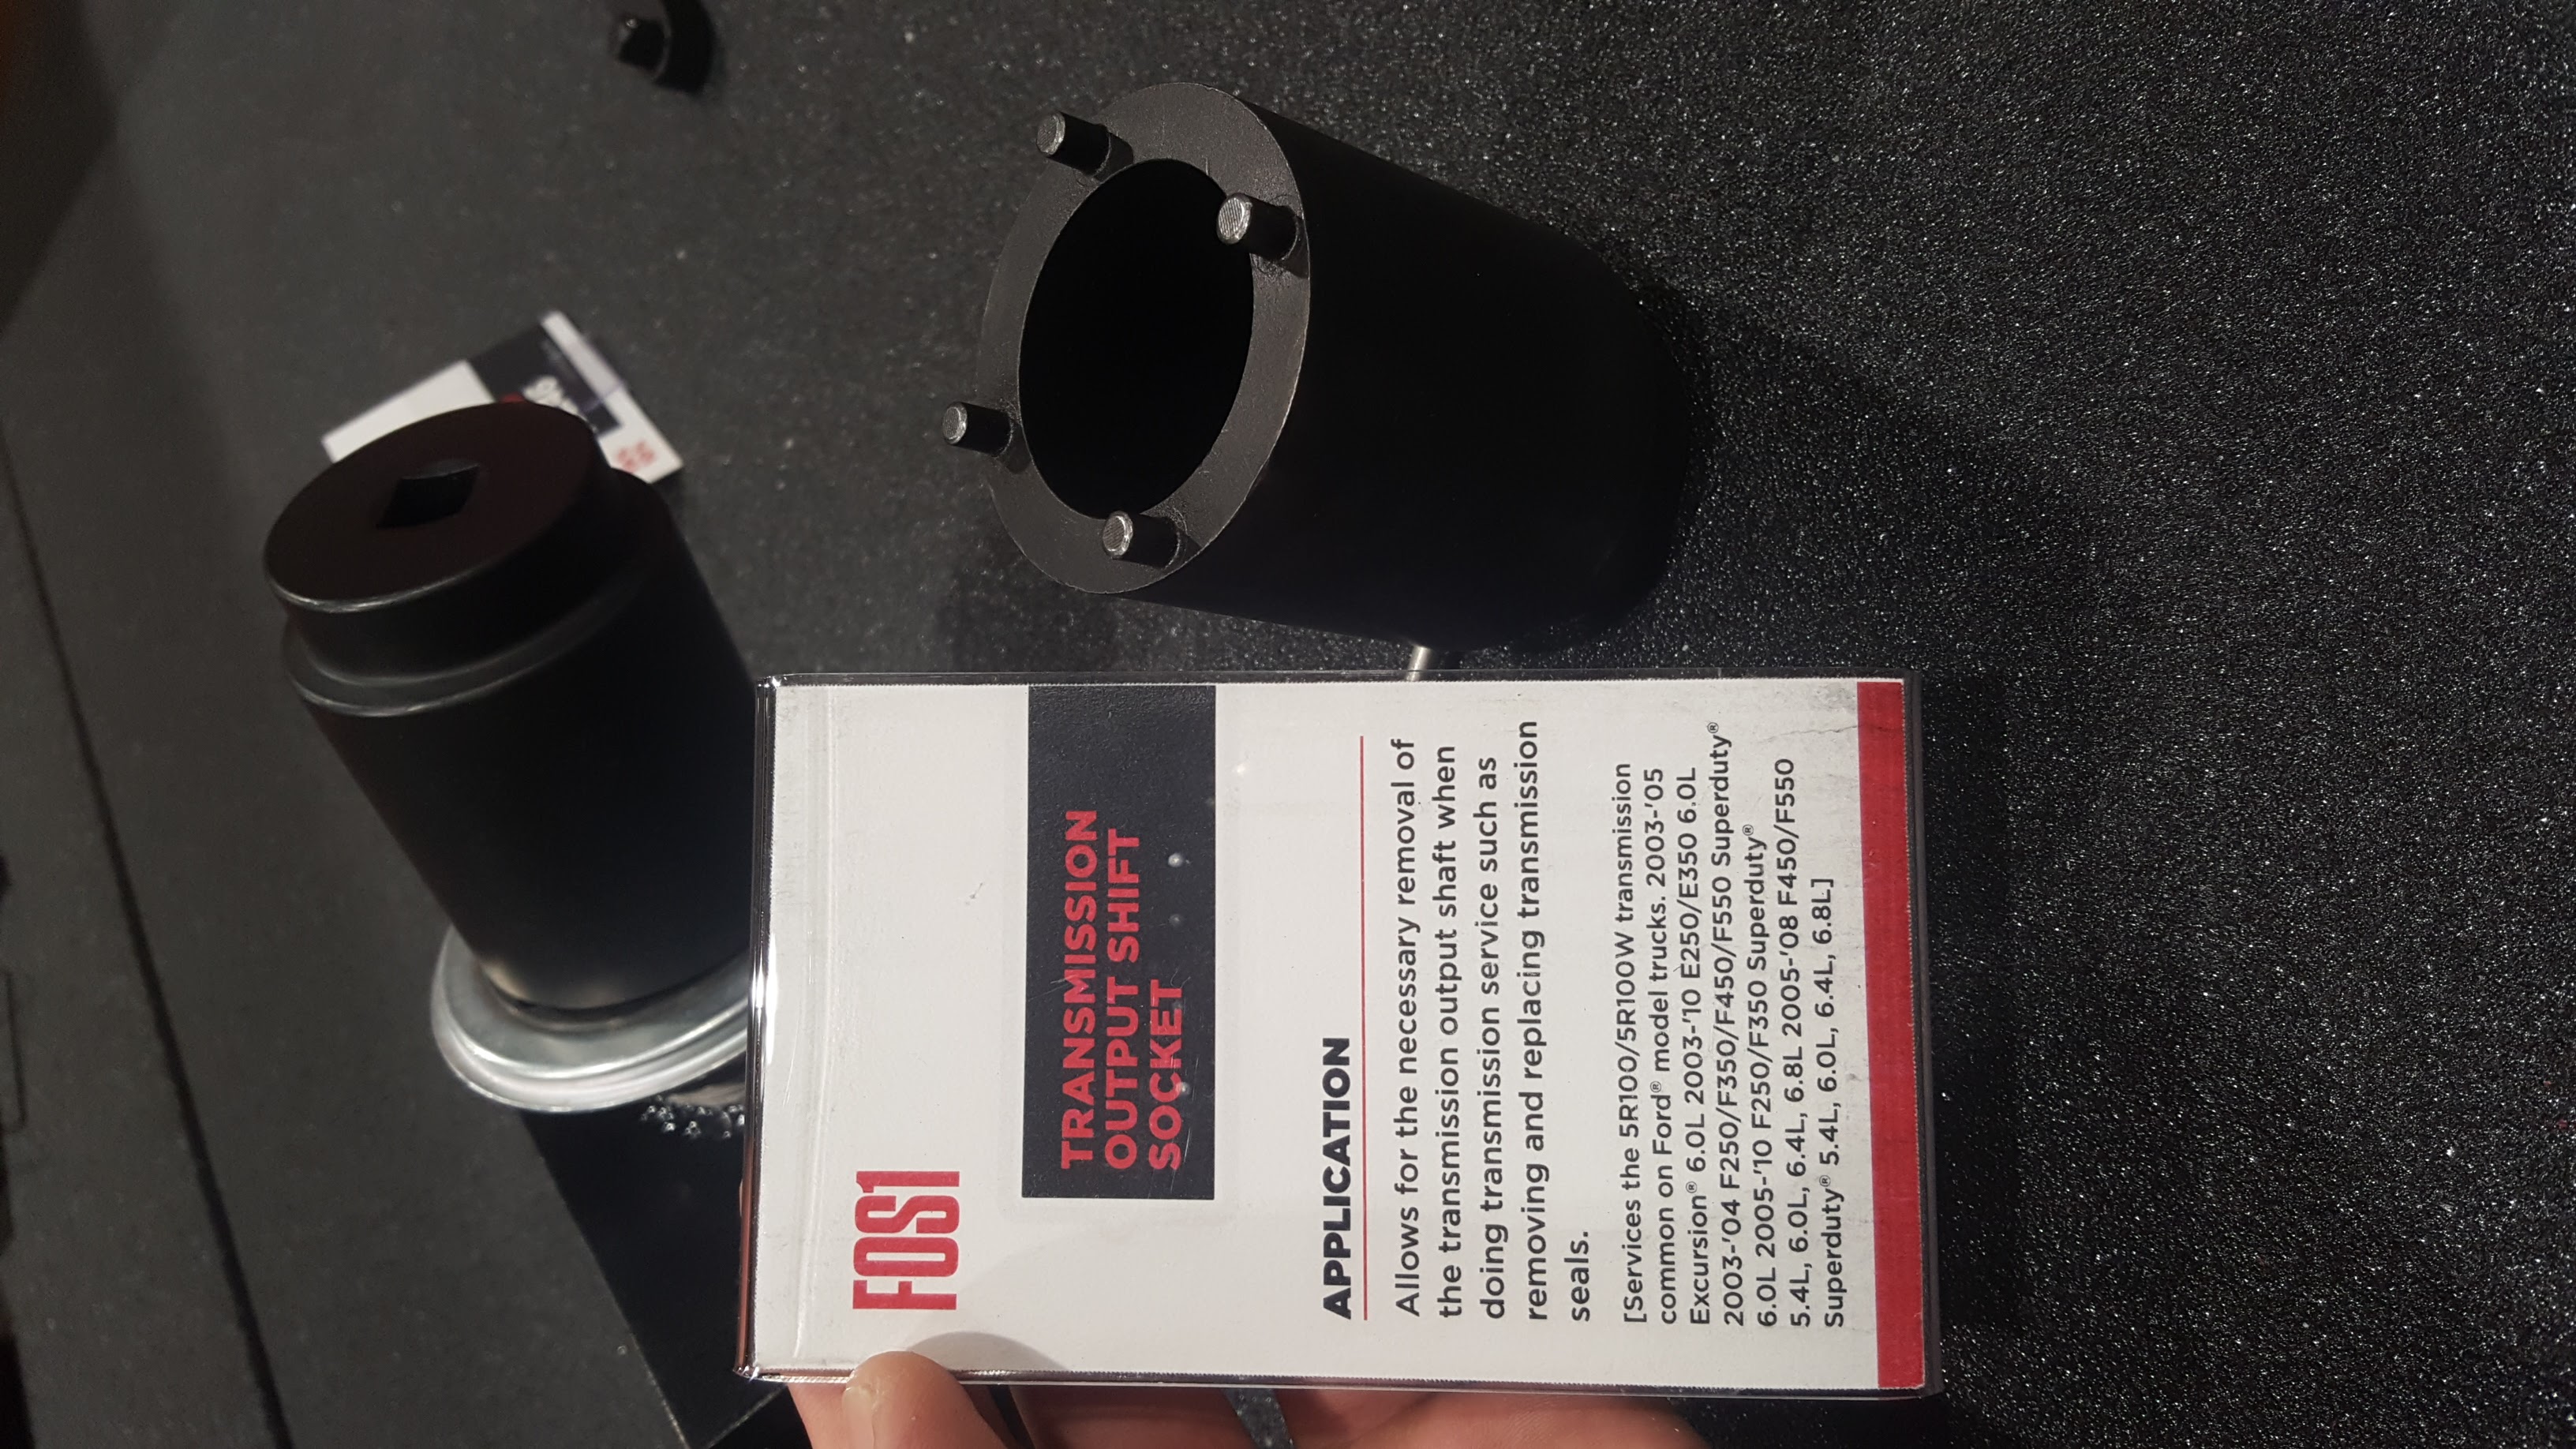 FOS1
TRANSMISSION
OUTPUT SHIFT
SOCKET
APPLICATION
Allows for the necessary removal of
the transmission output shaft when
doing transmission service such as
removing and replacing transmission
seals.
[Services the 5R100/5R100W transmission
common on Ford® model trucks. 2003-'05
Excursion® 6.0L 2003-'10 E250/E350 6.0L
2003-'04 F250/F350/F450/F550 Superduty®
6.0L 2005-'10 F250/F350 Superduty®
5.4L, 6.0L, 6.4L, 6.8L 2005-'08 F450/F550
Superduty® 5.4L, 6.0L, 6.4L, 6.8L]